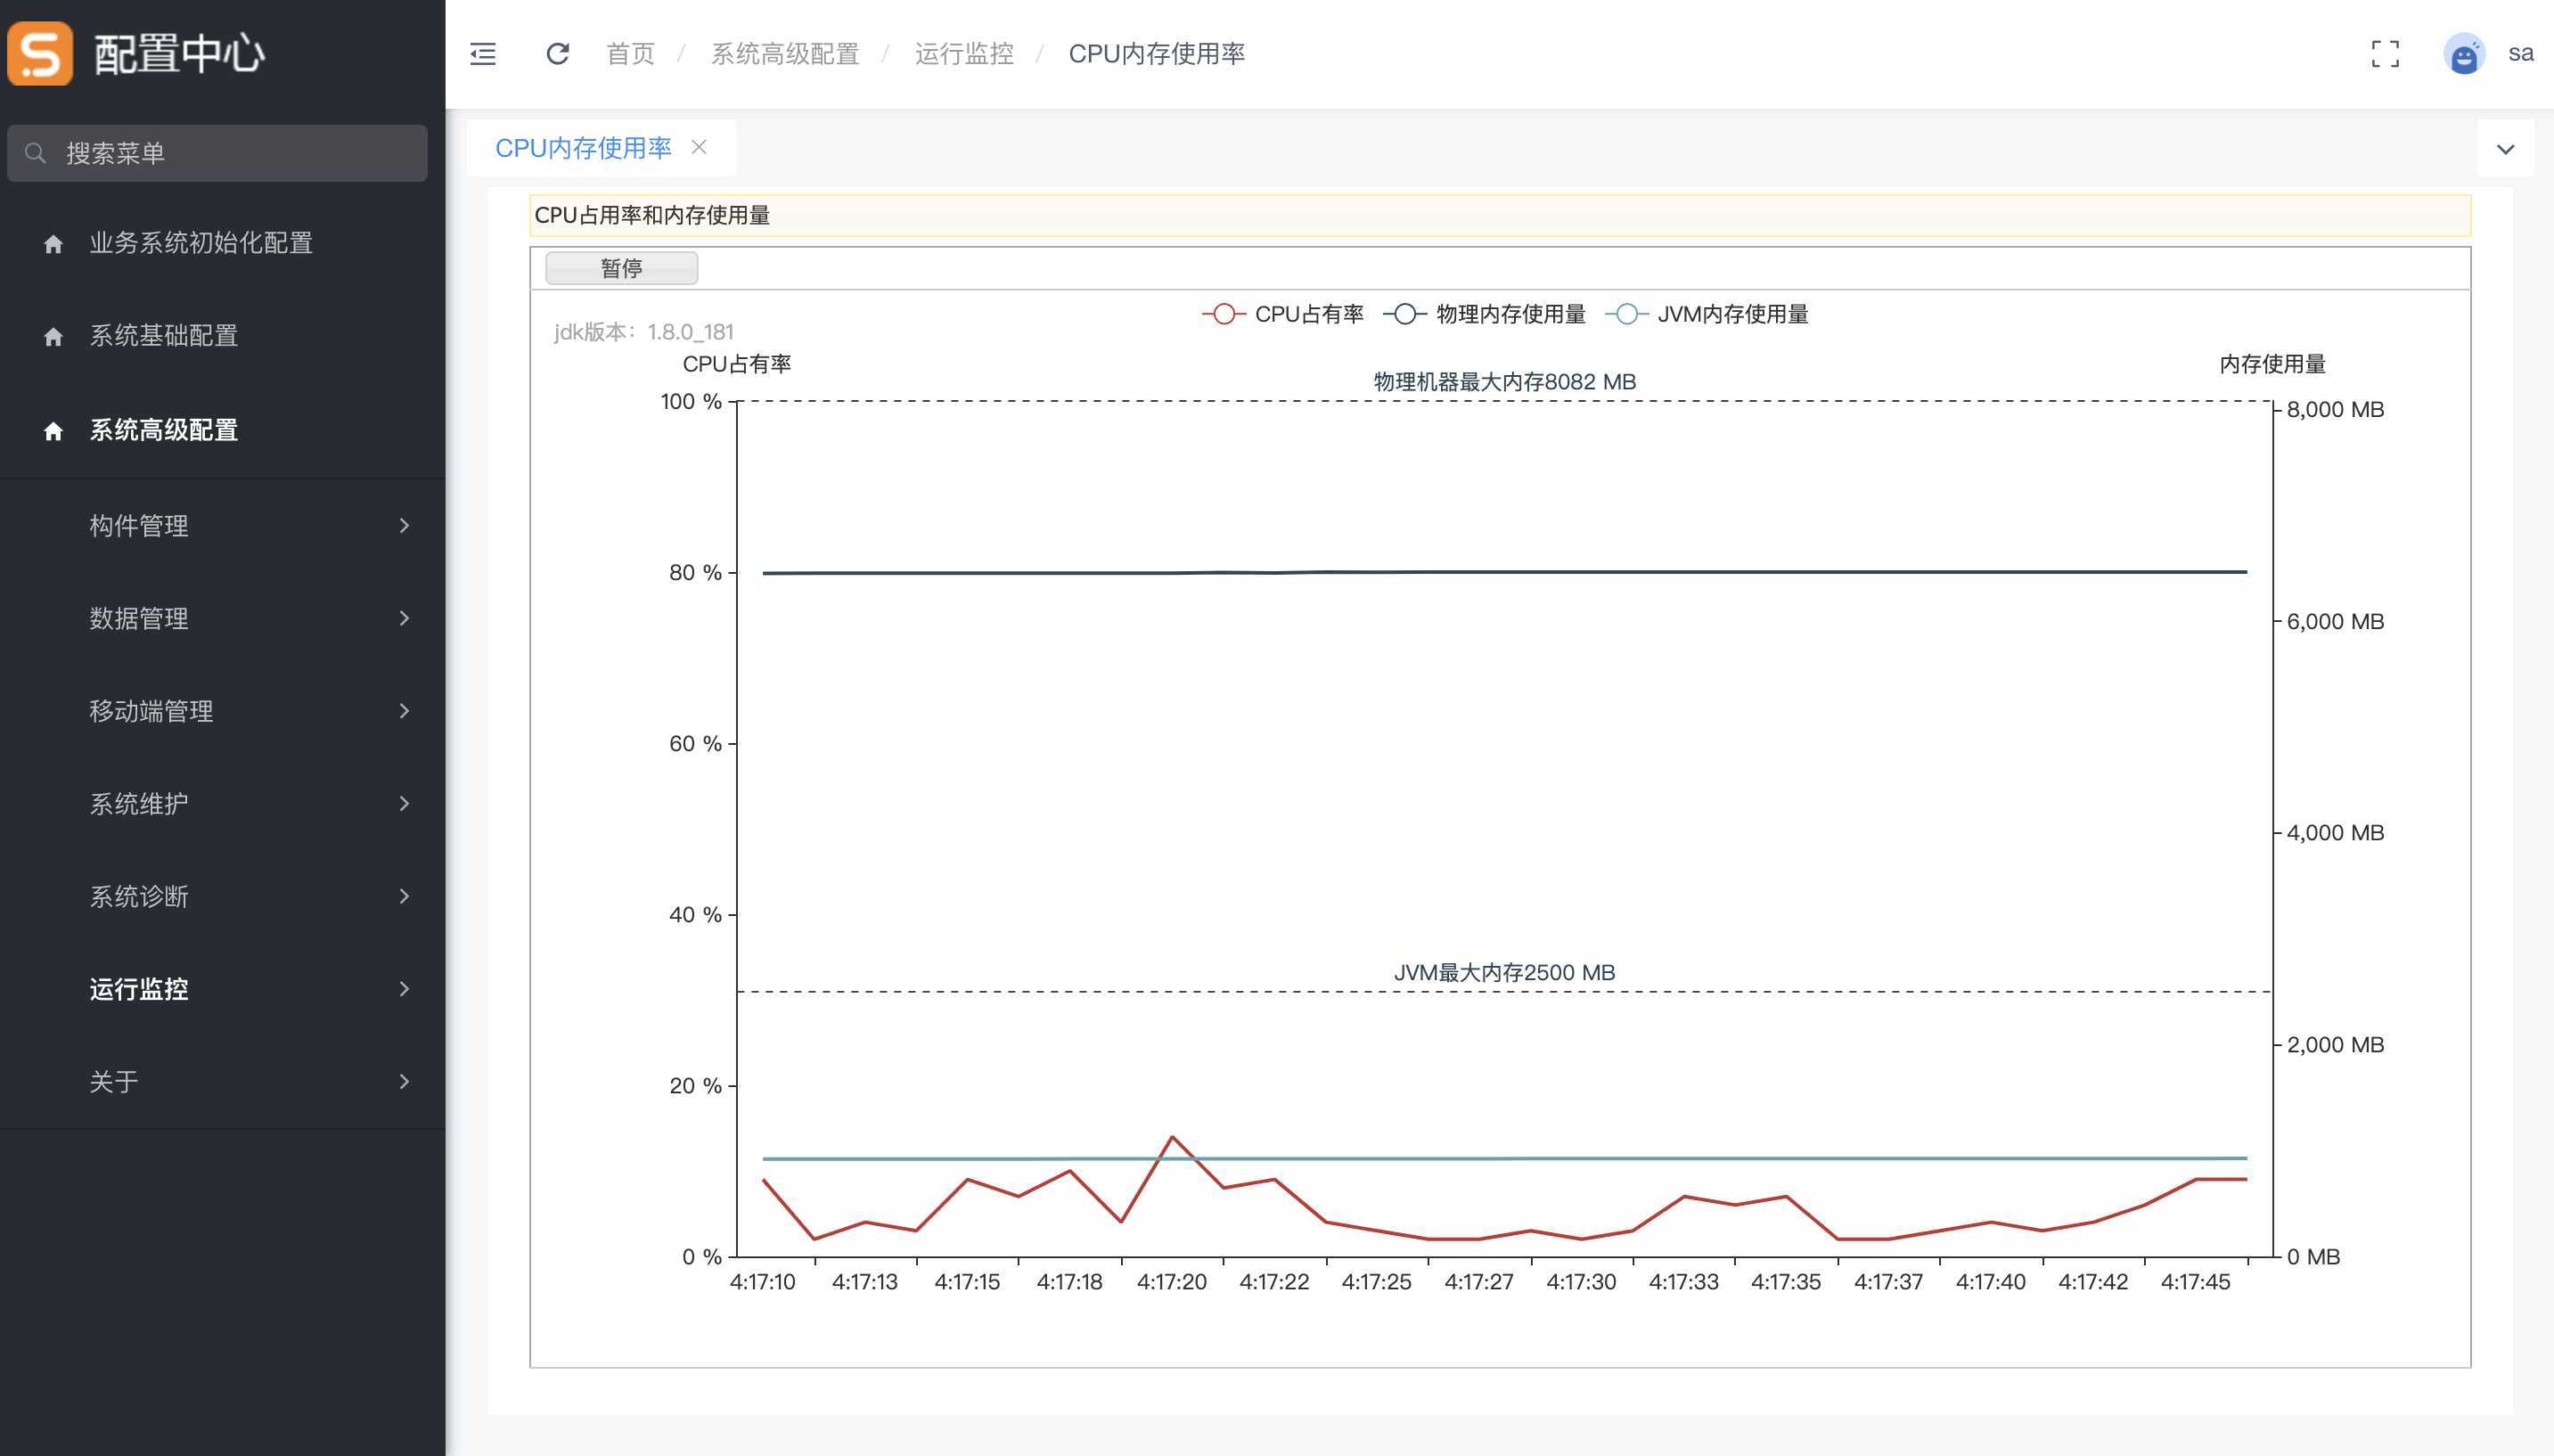 配置中心
搜索菜单
业务系统初始化配置
系统基础配置
系统高级配置
构件管理
数据管理
移动端管理
系统维护
系统诊断
运行监控
关于
首页 / 系统高级配置 / 运行监控 / CPU内存使用率
sa
CPU内存使用率
CPU占用率和内存使用量
暂停
CPU占有率 物理内存使用量 JVM内存使用量
jdk版本：1.8.0_181
CPU占有率
内存使用量
物理机器最大内存8082 MB
100 %
80 %
60 %
40 %
20 %
0 %
8,000 MB
6,000 MB
4,000 MB
2,000 MB
0 MB
JVM最大内存2500 MB
4:17:10 4:17:13 4:17:15 4:17:18 4:17:20 4:17:22 4:17:25 4:17:27 4:17:30 4:17:33 4:17:35 4:17:37 4:17:40 4:17:42 4:17:45